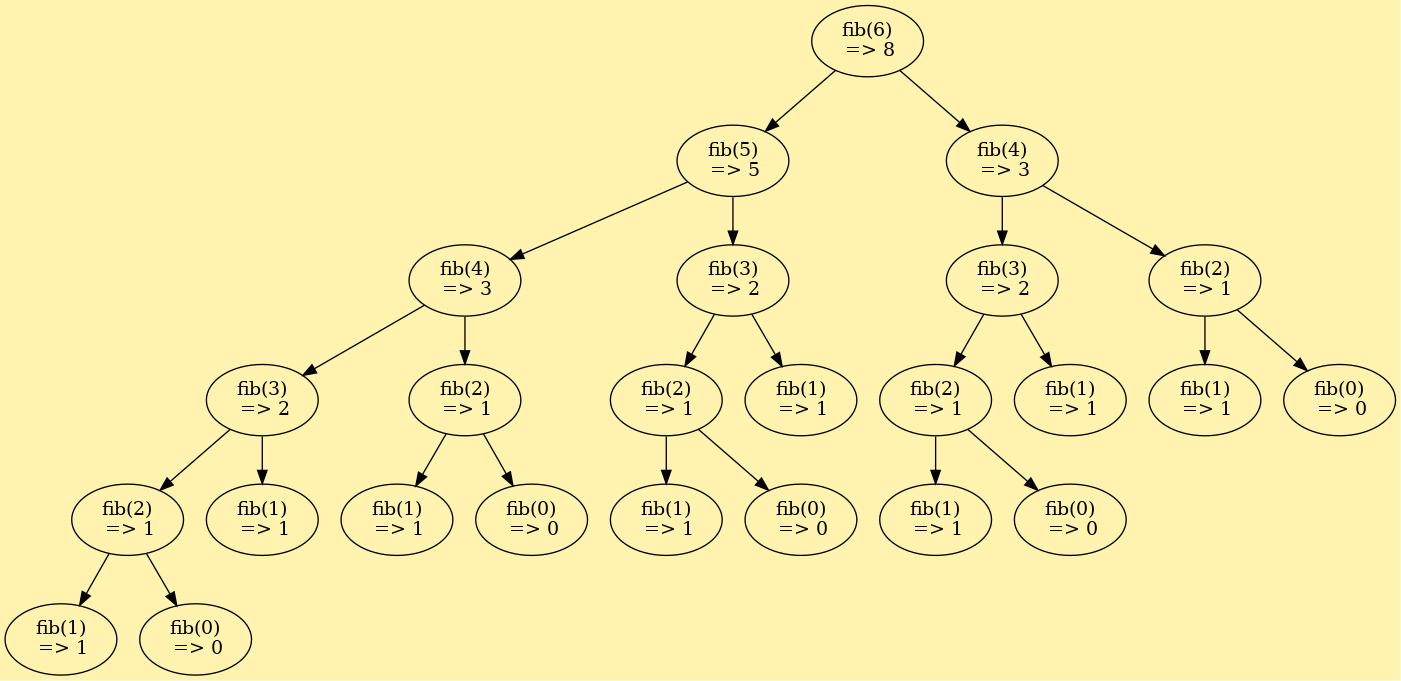 fib(6)
=> 8
fib(5)
=> 5
fib(4)
=> 3
fib(4)
=> 3
fib(3)
=> 2
fib(3)
=> 2
fib(2)
=> 1
fib(3)
=> 2
fib(2)
=> 1
fib(2)
=> 1
fib(1)
=> 1
fib(2)
=> 1
fib(1)
=> 1
fib(1)
=> 1
fib(0)
=> 0
fib(2)
=> 1
fib(1)
=> 1
fib(1)
=> 1
fib(0)
=> 0
fib(1)
=> 1
fib(0)
=> 0
fib(1)
=> 1
fib(0)
=> 0
fib(1)
=> 1
fib(0)
=> 0